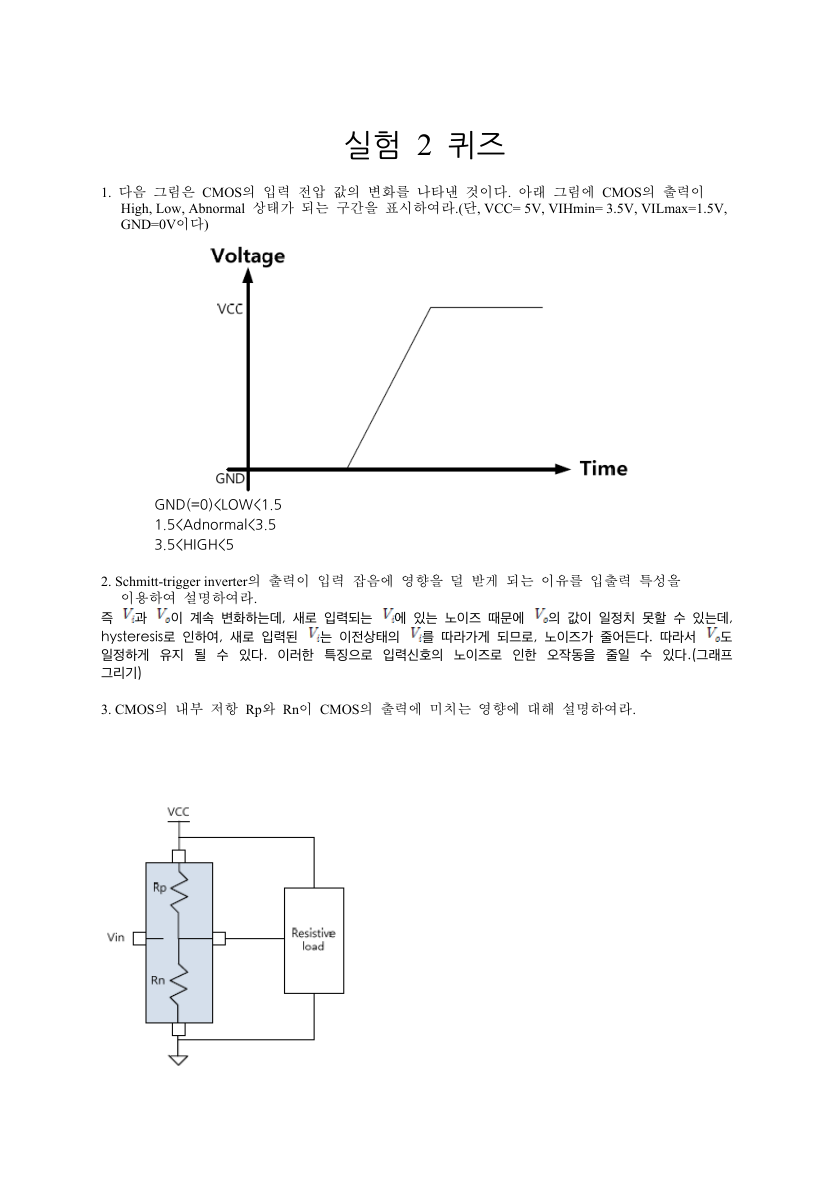 실험 2 퀴즈
1. 다음 그림은 CMOS의 입력 전압 값의 변화를 나타낸 것이다. 아래 그림에 CMOS의 출력이
High, Low, Abnormal 상태가 되는 구간을 표시하여라.(단, VCC= 5V, VIHmin= 3.5V, VILmax=1.5V,
GND=0V이다)
Voltage
VCC
GND
Time
GND(=0)<LOW<1.5
1.5<Adnormal<3.5
3.5<HIGH<5
2. Schmitt-trigger inverter의 출력이 입력 잡음에 영향을 덜 받게 되는 이유를 입출력 특성을
이용하여 설명하여라.
즉 Vi과 Vo이 계속 변화하는데, 새로 입력되는 Vi에 있는 노이즈 때문에 Vo의 값이 일정치 못할 수 있는데,
hysteresis로 인하여, 새로 입력된 Vi는 이전상태의 Vi를 따라가게 되므로, 노이즈가 줄어든다. 따라서 Vo도
일정하게 유지 될 수 있다. 이러한 특징으로 입력신호의 노이즈로 인한 오작동을 줄일 수 있다.(그래프
그리기)
3. CMOS의 내부 저항 Rp와 Rn이 CMOS의 출력에 미치는 영향에 대해 설명하여라.
VCC
Rp
Vin
Resistive
load
Rn